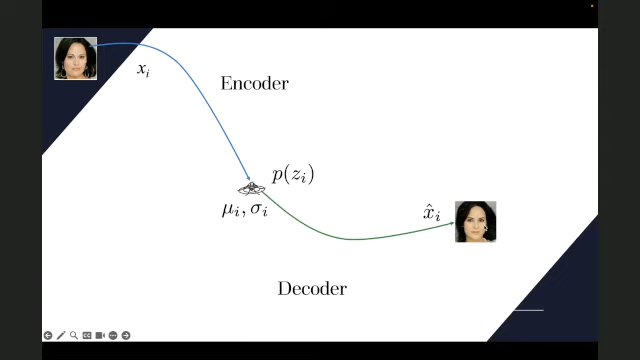 x_i
Encoder
p(z_i)
μ_i, σ_i
x̂_i
Decoder